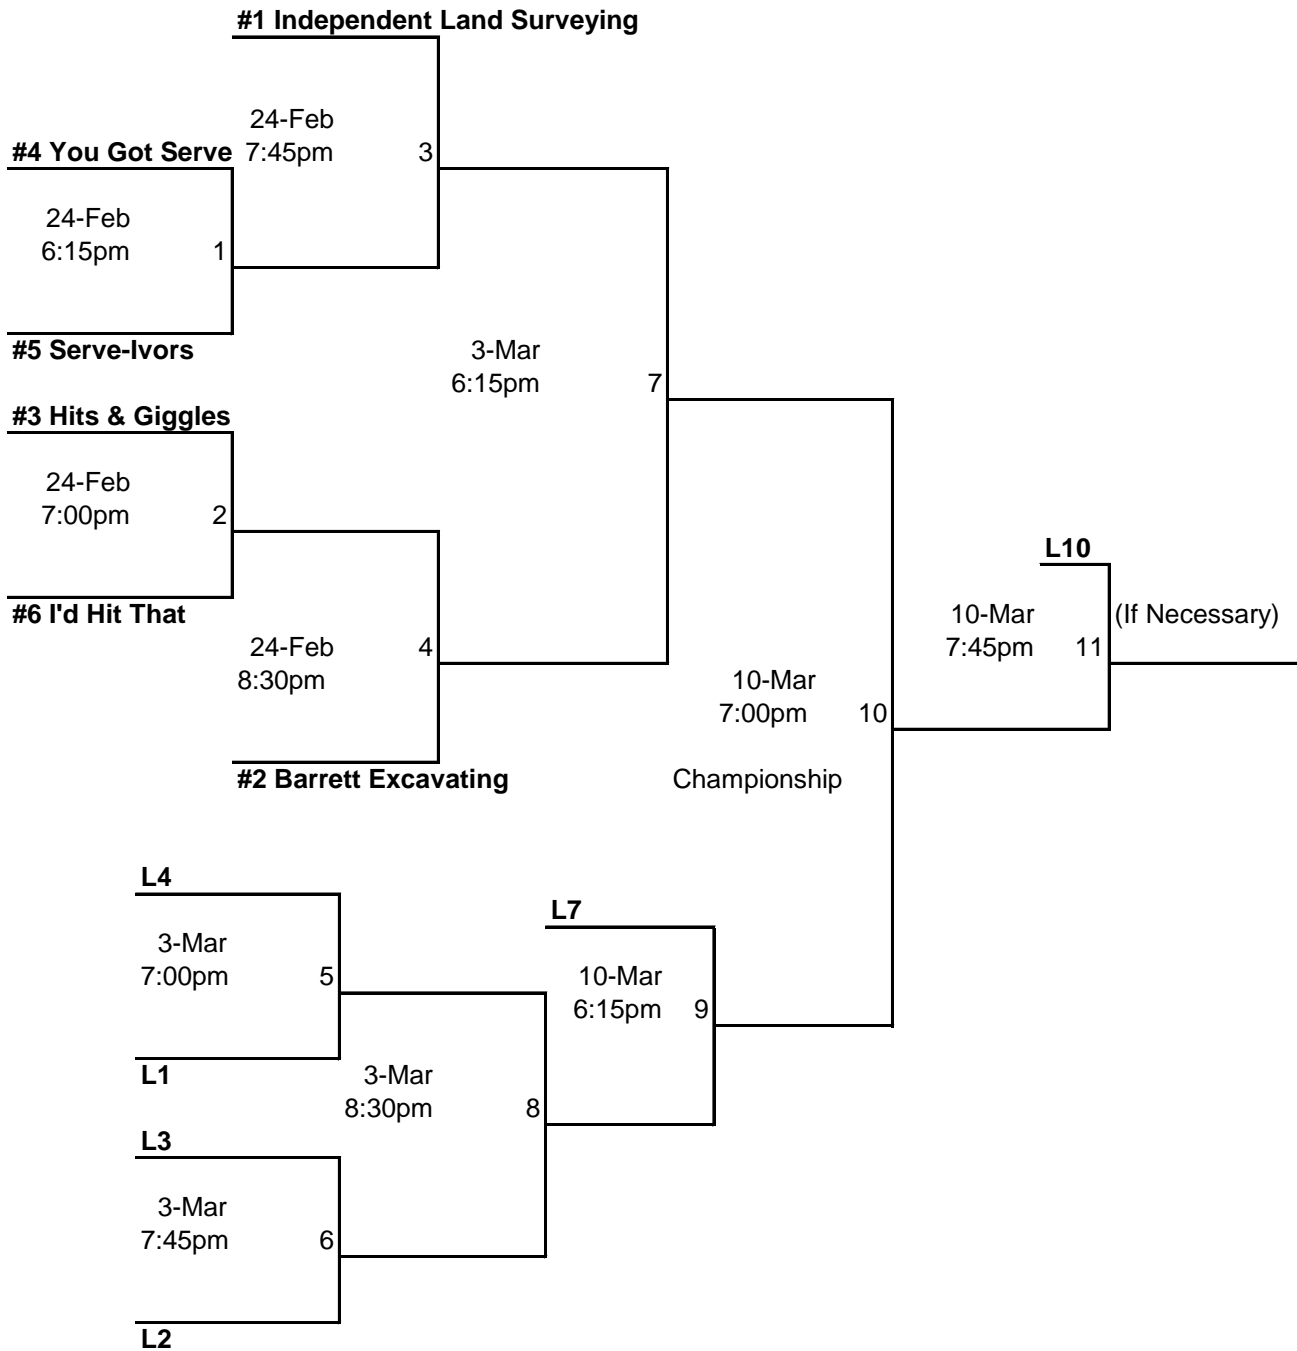 #1 Independent Land Surveying
24-Feb
7:45pm 3
#4 You Got Serve
24-Feb
6:15pm 1
#5 Serve-Ivors
3-Mar
6:15pm 7
#3 Hits & Giggles
24-Feb
7:00pm 2
#6 I'd Hit That
24-Feb 4
8:30pm
#2 Barrett Excavating
L10
10-Mar (If Necessary)
7:45pm 11
10-Mar
7:00pm 10
Championship
L4
3-Mar
7:00pm 5
L1
L7
10-Mar
6:15pm 9
3-Mar
8:30pm 8
L3
3-Mar
7:45pm 6
L2